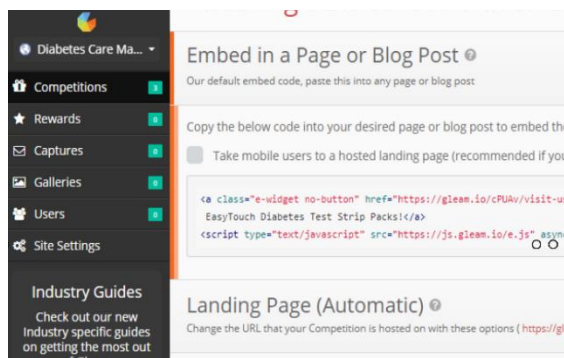 Diabetes Care Ma...
Competitions 3
Rewards 0
Captures 0
Galleries 0
Users 0
Site Settings
Industry Guides
Check out our new
Industry specific guides
on getting the most out
Embed in a Page or Blog Post
Our default embed code, paste this into any page or blog post
Copy the below code into your desired page or blog post to embed the
Take mobile users to a hosted landing page (recommended if you
<a class="e-widget no-button" href="https://gleam.io/cPUAv/visit-us
EasyTouch Diabetes Test Strip Packs!</a>
<script type="text/javascript" src="https://js.gleam.io/e.js" async
Landing Page (Automatic)
Change the URL that your Competition is hosted on with these options ( https://gl